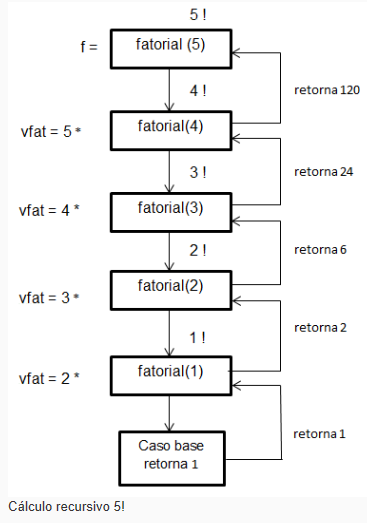 5 !
f =
fatorial (5)
4 !
retorna 120
vfat = 5 *
fatorial(4)
3 !
retorna 24
vfat = 4 *
fatorial(3)
2 !
retorna 6
vfat = 3 *
fatorial(2)
1 !
retorna 2
vfat = 2 *
fatorial(1)
retorna 1
Caso base
retorna 1
Cálculo recursivo 5!